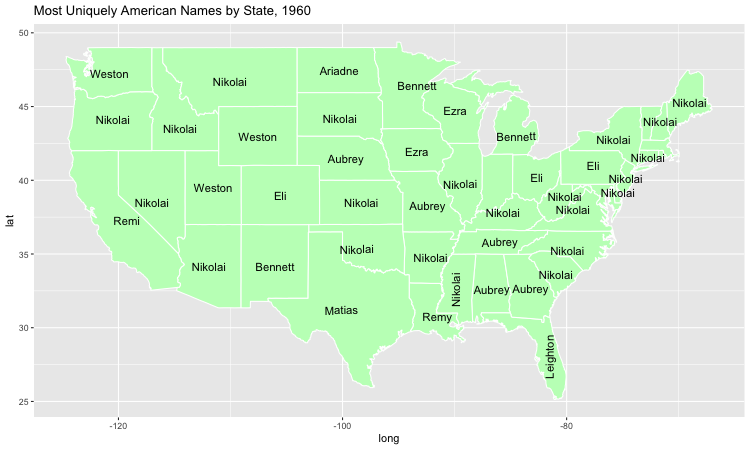 Most Uniquely American Names by State, 1960
50
45
40
35
30
25
lat
Weston
Nikolai
Ariadne
Bennett
Nikolai
Nikolai
Nikolai
Weston
Nikolai
Ezra
Bennett
Nikolai
Nikolai
Nikolai
Remi
Nikolai
Weston
Eli
Aubrey
Ezra
Nikolai
Eli
Eli
Nikolai
Nikolai
Nikolai
Nikolai
Aubrey
Nikolai
Nikolai
Nikolai
Nikolai
Bennett
Nikolai
Nikolai
Aubrey
Nikolai
Nikolai
Matias
Remy
Nikolai
Aubrey
Aubrey
Leighton
-120
-100
-80
long